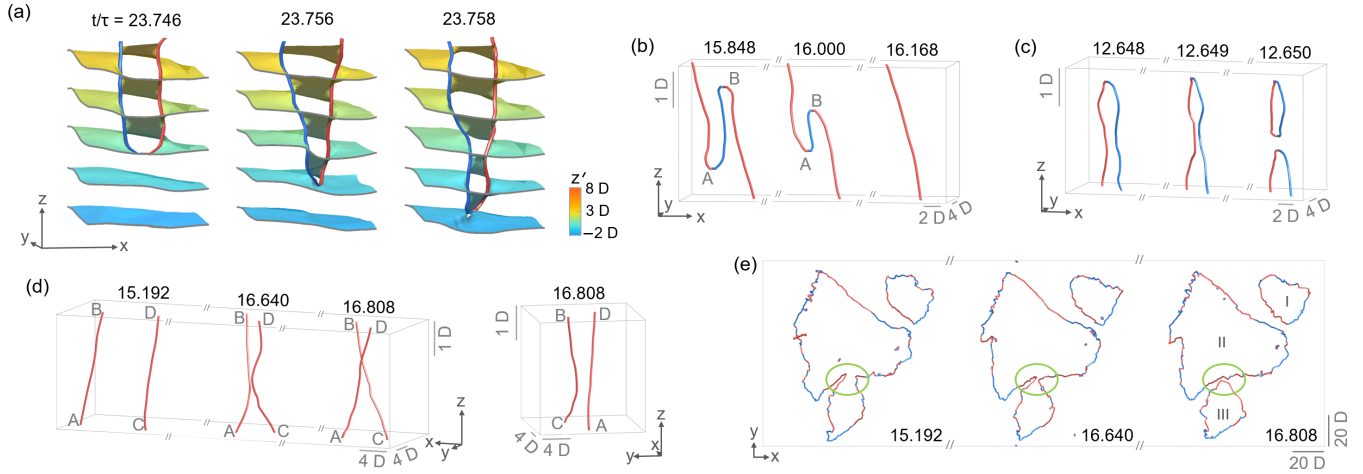 (a)
t/τ = 23.746
23.756
23.758
z
y
x
z′
8 D
3 D
−2 D
(b)
15.848
16.000
16.168
1 D
B
A
B
A
z
y
x
2 D
4 D
(c)
12.648
12.649
12.650
1 D
z
y
x
2 D
4 D
(d)
15.192
16.640
16.808
B
D
B
D
B
D
1 D
A
C
A
C
A
C
4 D
4 D
z
x
y
16.808
1 D
B
D
C
A
4 D
4 D
z
y
x
(e)
I
II
III
15.192
16.640
16.808
y
x
20 D
20 D